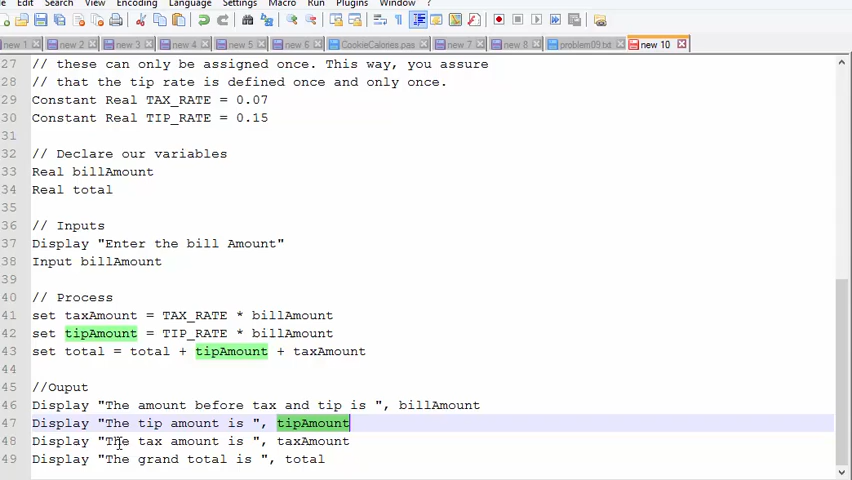 Search View Encoding Language Settings Macro Run Plugins Window ?
new 1 new 2 new 3 new 4 new 5 new 6 CookieCalories.pas new 7 new 8 problem09.txt new 10
27 // these can only be assigned once. This way, you assure
28 // that the tip rate is defined once and only once.
29 Constant Real TAX_RATE = 0.07
30 Constant Real TIP_RATE = 0.15
31
32 // Declare our variables
33 Real billAmount
34 Real total
35
36 // Inputs
37 Display "Enter the bill Amount"
38 Input billAmount
39
40 // Process
41 set taxAmount = TAX_RATE * billAmount
42 set tipAmount = TIP_RATE * billAmount
43 set total = total + tipAmount + taxAmount
44
45 //Ouput
46 Display "The amount before tax and tip is ", billAmount
47 Display "The tip amount is ", tipAmount
48 Display "The tax amount is ", taxAmount
49 Display "The grand total is ", total